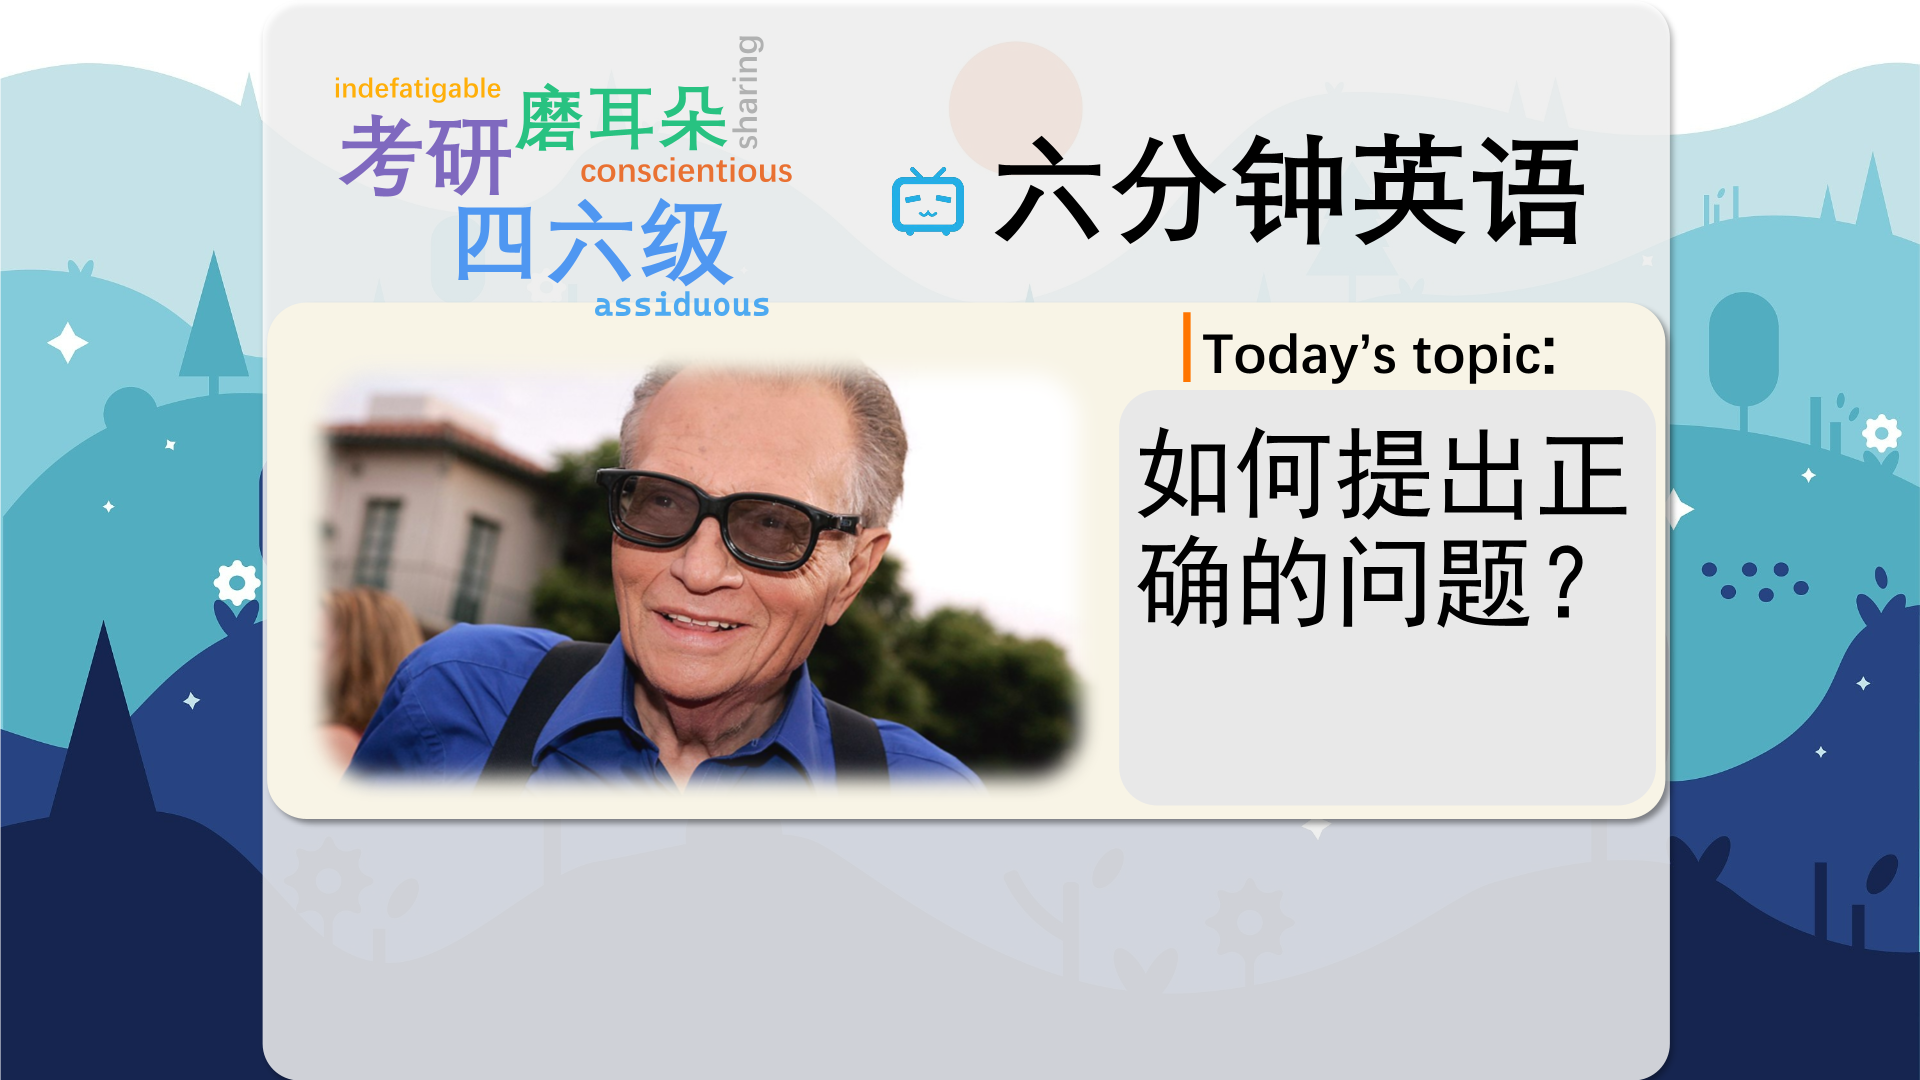 indefatigable
磨耳朵
sharing
考研
conscientious
四六级
assiduous
六分钟英语
Today’s topic:
如何提出正
确的问题？